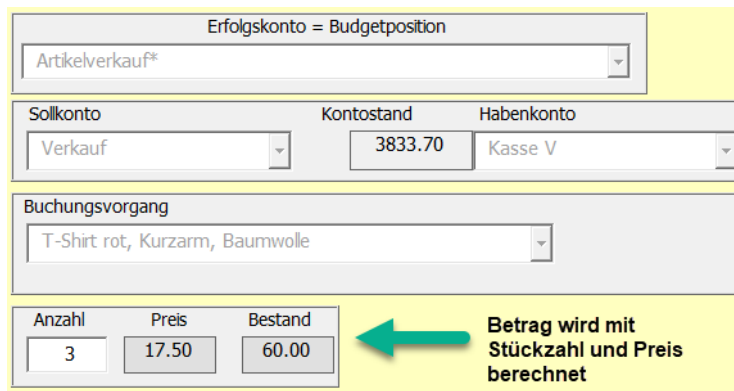 Erfolgskonto = Budgetposition
Artikelverkauf*
Sollkonto Kontostand Habenkonto
Verkauf 3833.70 Kasse V
Buchungsvorgang
T-Shirt rot, Kurzarm, Baumwolle
Anzahl Preis Bestand
3 17.50 60.00
Betrag wird mit
Stückzahl und Preis
berechnet